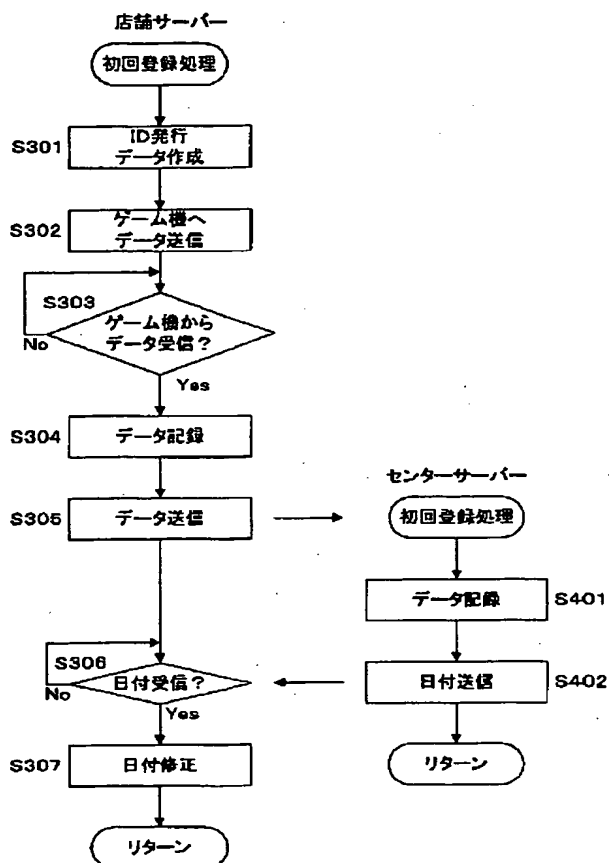 店舗サーバー
初回登録処理
S301
ID発行
データ作成
S302
ゲーム機へ
データ送信
S303
ゲーム機から
データ受信？
No
Yes
S304
データ記録
S305
データ送信
センターサーバー
初回登録処理
データ記録
S401
日付送信
S402
リターン
S306
日付受信？
No
Yes
S307
日付修正
リターン